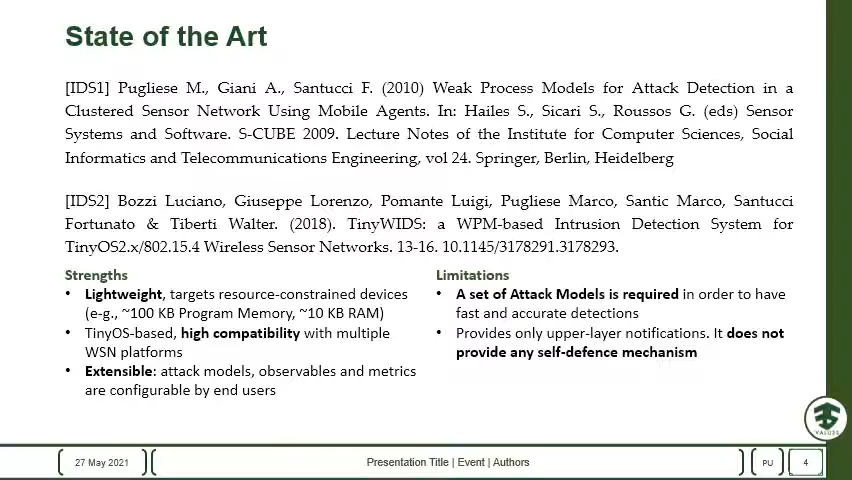 State of the Art
[IDS1] Pugliese M., Giani A., Santucci F. (2010) Weak Process Models for Attack Detection in a
Clustered Sensor Network Using Mobile Agents. In: Hailes S., Sicari S., Roussos G. (eds) Sensor
Systems and Software. S-CUBE 2009. Lecture Notes of the Institute for Computer Sciences, Social
Informatics and Telecommunications Engineering, vol 24. Springer, Berlin, Heidelberg
[IDS2] Bozzi Luciano, Giuseppe Lorenzo, Pomante Luigi, Pugliese Marco, Santic Marco, Santucci
Fortunato & Tiberti Walter. (2018). TinyWIDS: a WPM-based Intrusion Detection System for
TinyOS2.x/802.15.4 Wireless Sensor Networks. 13-16. 10.1145/3178291.3178293.
Strengths
• Lightweight, targets resource-constrained devices
(e.g., ~100 KB Program Memory, ~10 KB RAM)
• TinyOS-based, high compatibility with multiple
WSN platforms
• Extensible: attack models, observables and metrics
are configurable by end users
Limitations
• A set of Attack Models is required in order to have
fast and accurate detections
• Provides only upper-layer notifications. It does not
provide any self-defence mechanism
VALU3S
27 May 2021
Presentation Title | Event | Authors
PU
4